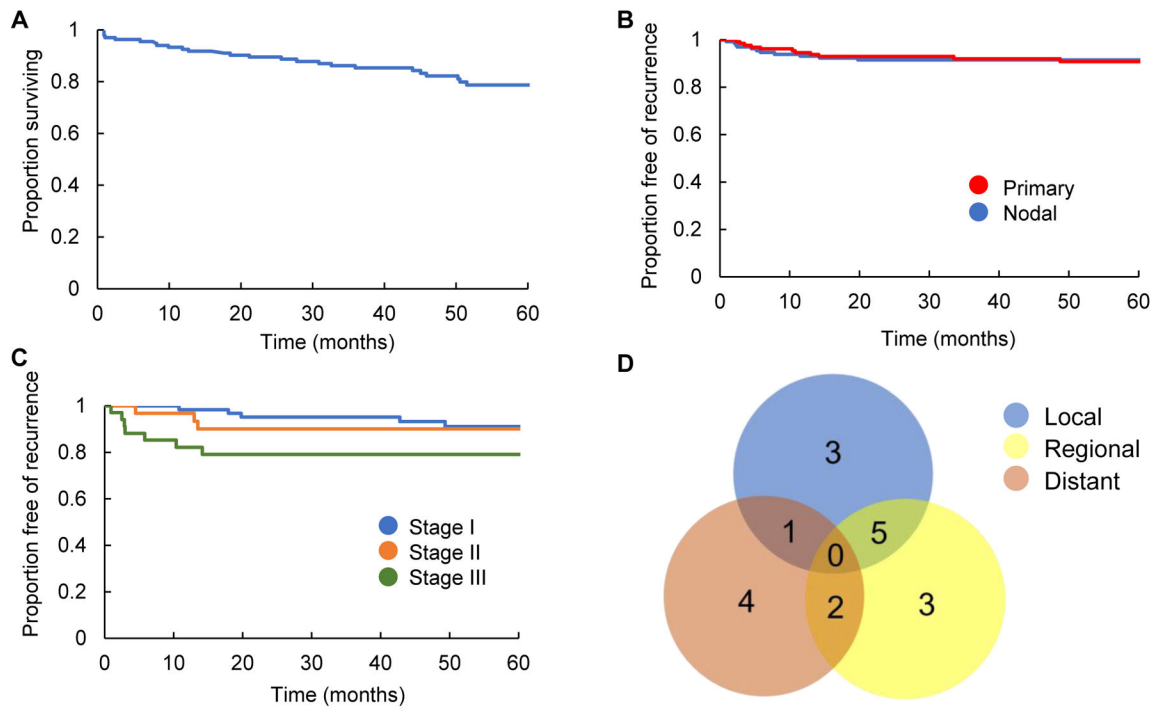 A
Proportion surviving
1
0.8
0.6
0.4
0.2
0
0 10 20 30 40 50 60
Time (months)
B
Proportion free of recurrence
1
0.8
0.6
0.4
0.2
0
Primary
Nodal
0 10 20 30 40 50 60
Time (months)
C
Proportion free of recurrence
1
0.8
0.6
0.4
0.2
0
Stage I
Stage II
Stage III
0 10 20 30 40 50 60
Time (months)
D
Local
Regional
Distant
3
1
5
0
4
2
3